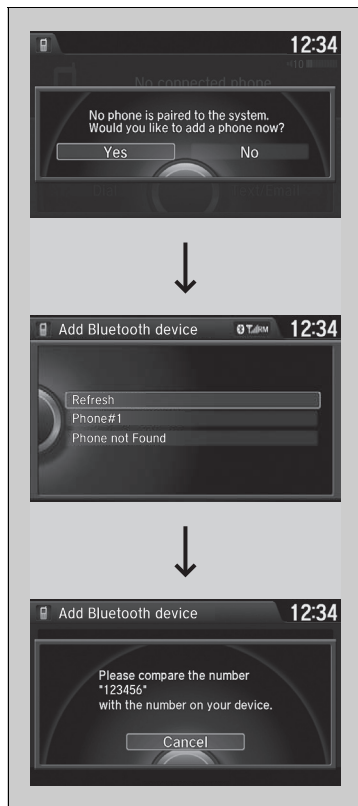 12:34
No connected phone
No phone is paired to the system.
Would you like to add a phone now?
Yes No
Add Bluetooth device 12:34
Refresh
Phone#1
Phone not Found
Add Bluetooth device 12:34
Please compare the number
"123456"
with the number on your device.
Cancel